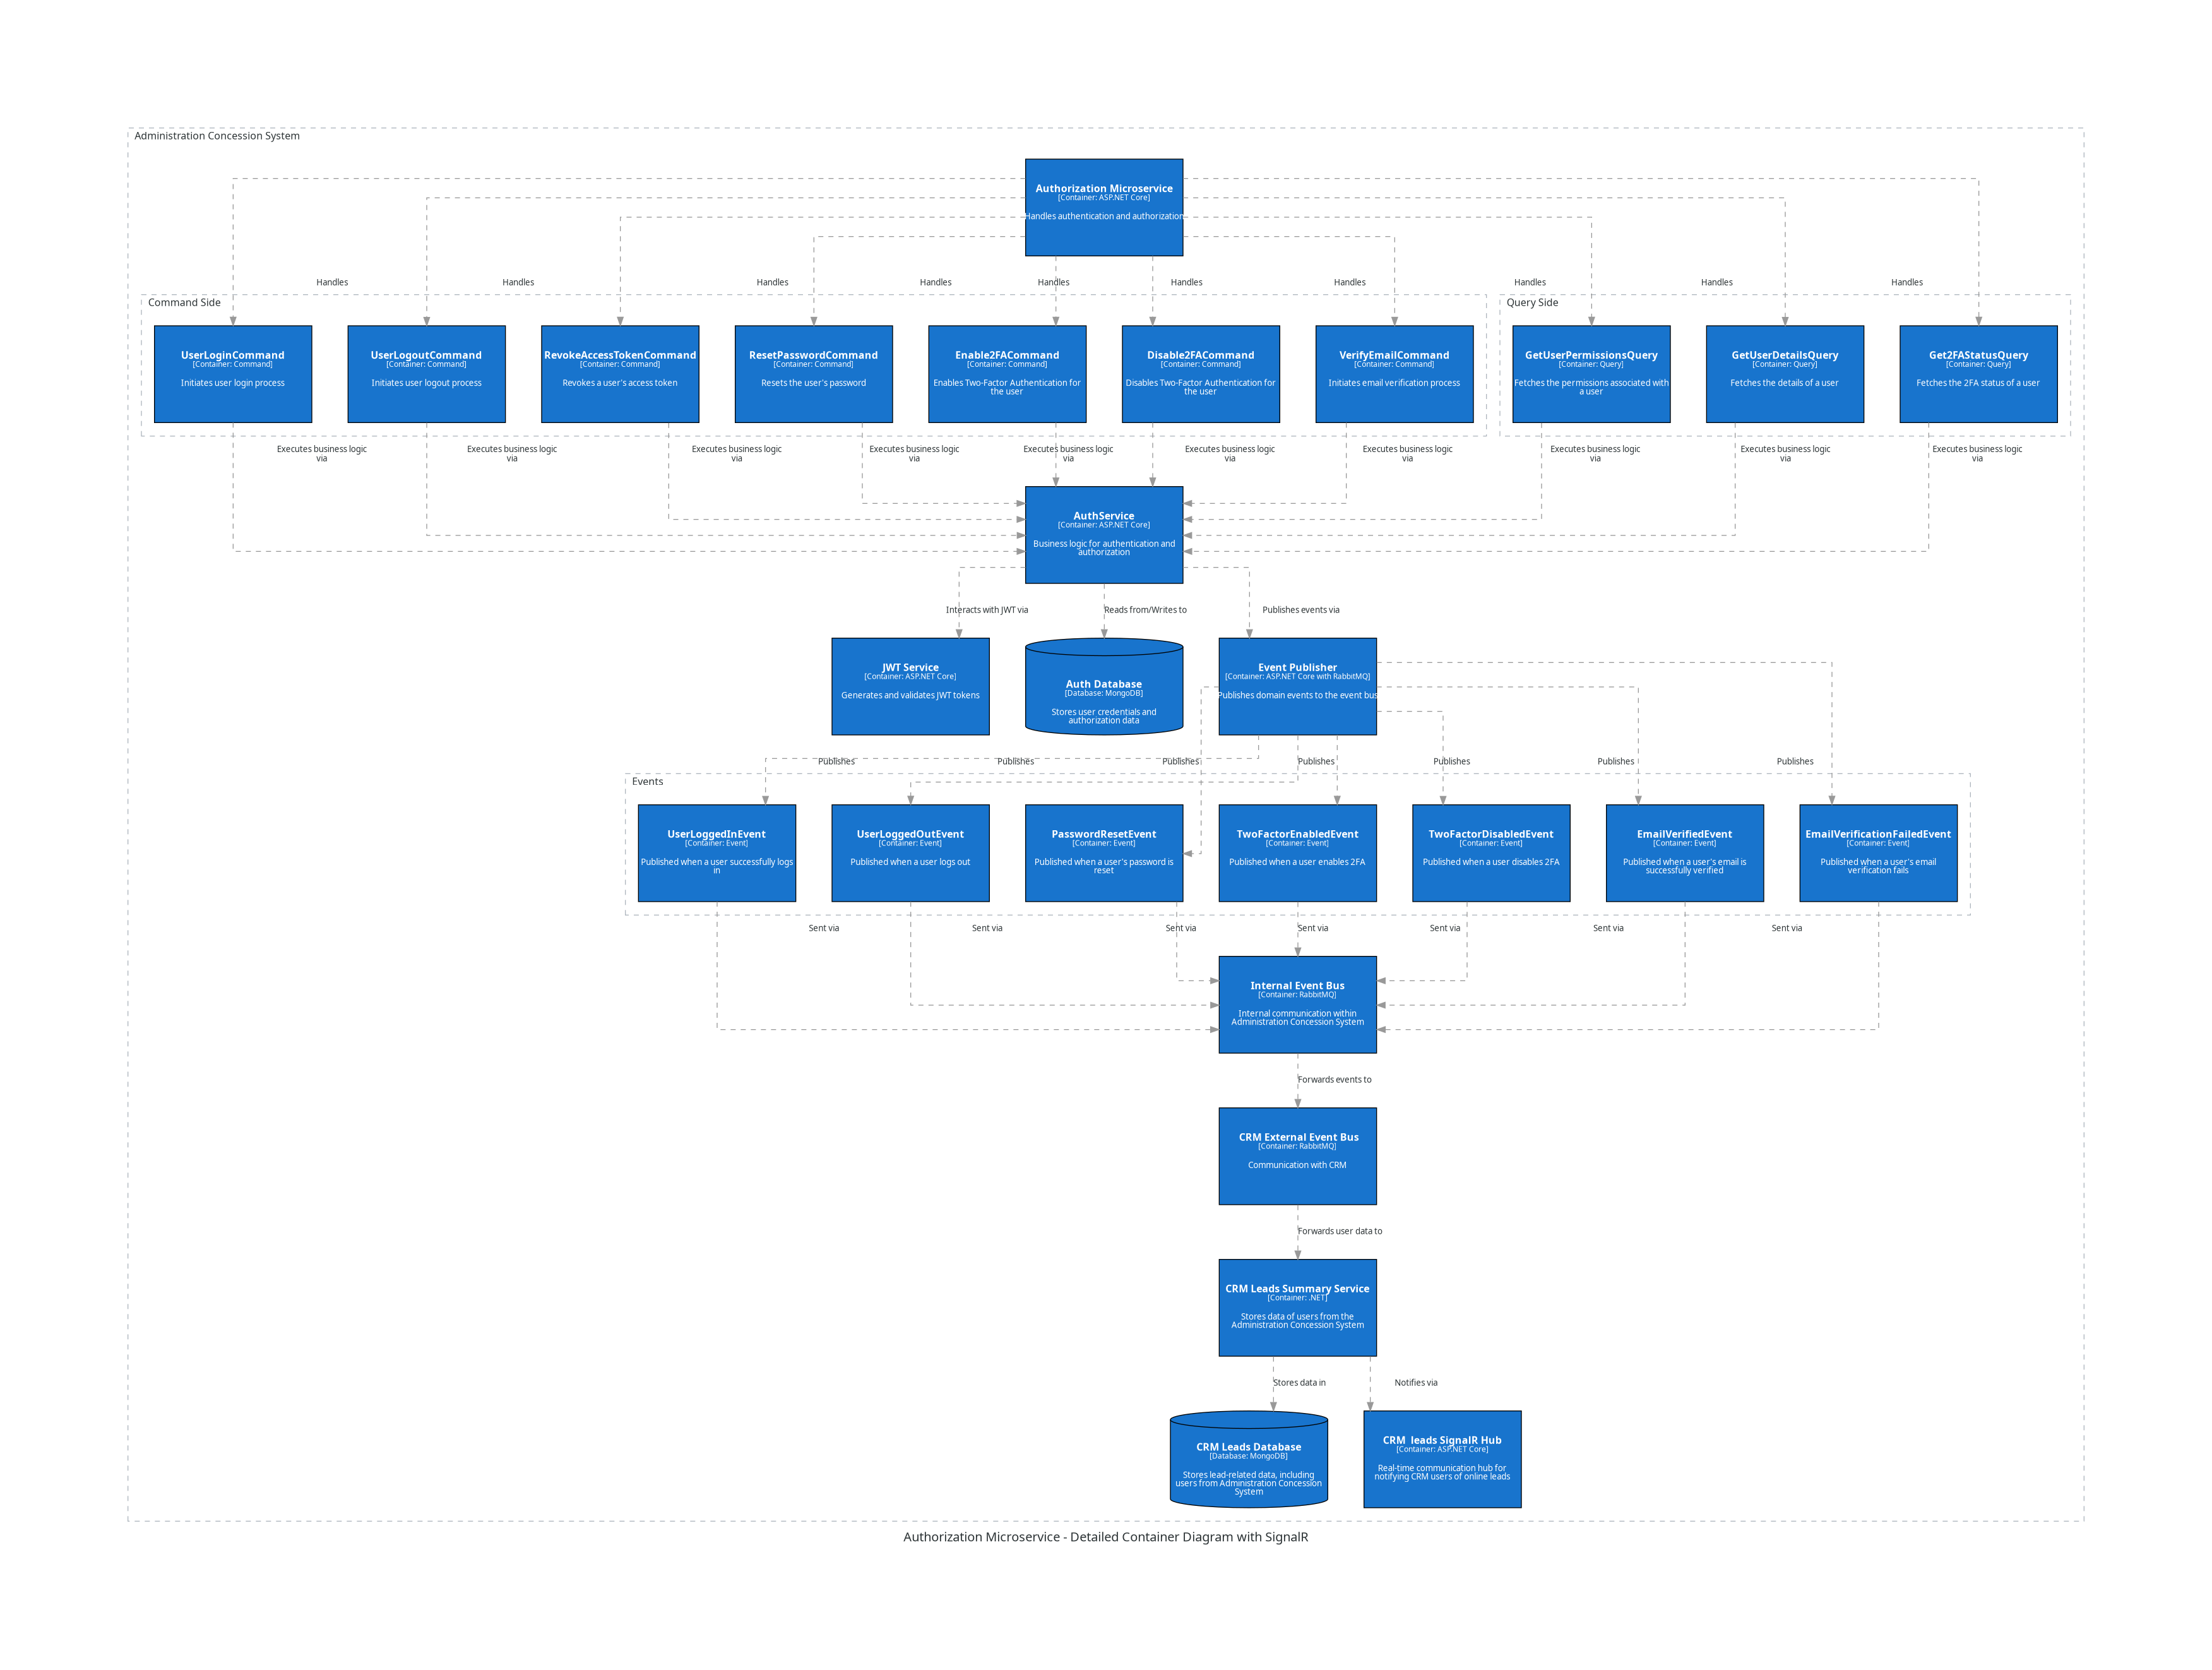 Administration Concession System
Authorization Microservice
[Container: ASP.NET Core]
Handles authentication and authorization
Handles
Handles
Handles
Handles
Handles
Handles
Handles
Handles
Handles
Handles
Command Side
Query Side
UserLoginCommand
[Container: Command]
Initiates user login process
UserLogoutCommand
[Container: Command]
Initiates user logout process
RevokeAccessTokenCommand
[Container: Command]
Revokes a user's access token
ResetPasswordCommand
[Container: Command]
Resets the user's password
Enable2FACommand
[Container: Command]
Enables Two-Factor Authentication for
the user
Disable2FACommand
[Container: Command]
Disables Two-Factor Authentication for
the user
VerifyEmailCommand
[Container: Command]
Initiates email verification process
GetUserPermissionsQuery
[Container: Query]
Fetches the permissions associated with
a user
GetUserDetailsQuery
[Container: Query]
Fetches the details of a user
Get2FAStatusQuery
[Container: Query]
Fetches the 2FA status of a user
Executes business logic
via
Executes business logic
via
Executes business logic
via
Executes business logic
via
Executes business logic
via
Executes business logic
via
Executes business logic
via
Executes business logic
via
Executes business logic
via
Executes business logic
via
AuthService
[Container: ASP.NET Core]
Business logic for authentication and
authorization
Interacts with JWT via
Reads from/Writes to
Publishes events via
JWT Service
[Container: ASP.NET Core]
Generates and validates JWT tokens
Auth Database
[Database: MongoDB]
Stores user credentials and
authorization data
Event Publisher
[Container: ASP.NET Core with RabbitMQ]
Publishes domain events to the event bus
Publishes
Publishes
Publishes
Publishes
Publishes
Publishes
Publishes
Events
UserLoggedInEvent
[Container: Event]
Published when a user successfully logs
in
UserLoggedOutEvent
[Container: Event]
Published when a user logs out
PasswordResetEvent
[Container: Event]
Published when a user's password is
reset
TwoFactorEnabledEvent
[Container: Event]
Published when a user enables 2FA
TwoFactorDisabledEvent
[Container: Event]
Published when a user disables 2FA
EmailVerifiedEvent
[Container: Event]
Published when a user's email is
successfully verified
EmailVerificationFailedEvent
[Container: Event]
Published when a user's email
verification fails
Sent via
Sent via
Sent via
Sent via
Sent via
Sent via
Sent via
Internal Event Bus
[Container: RabbitMQ]
Internal communication within
Administration Concession System
Forwards events to
CRM External Event Bus
[Container: RabbitMQ]
Communication with CRM
Forwards user data to
CRM Leads Summary Service
[Container: .NET]
Stores data of users from the
Administration Concession System
Stores data in
Notifies via
CRM Leads Database
[Database: MongoDB]
Stores lead-related data, including
users from Administration Concession
System
CRM leads SignalR Hub
[Container: ASP.NET Core]
Real-time communication hub for
notifying CRM users of online leads
Authorization Microservice - Detailed Container Diagram with SignalR